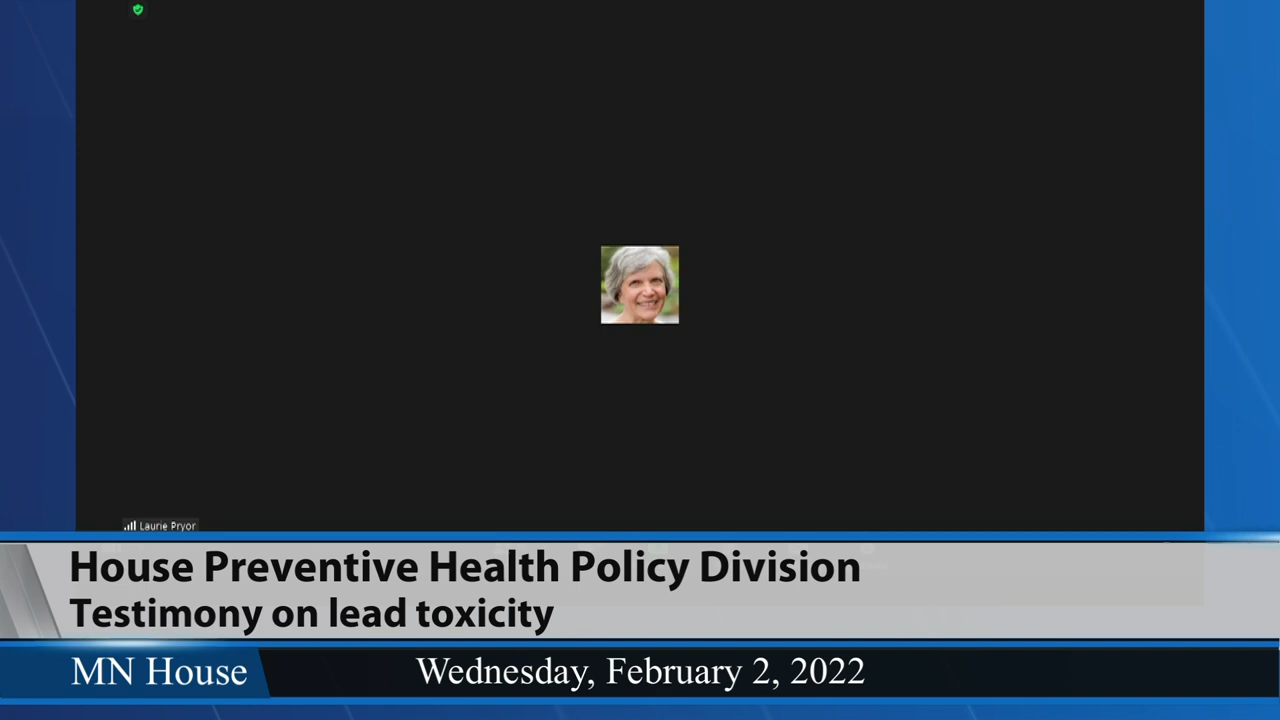 Laurie Pryor
House Preventive Health Policy Division
Testimony on lead toxicity
MN House
Wednesday, February 2, 2022